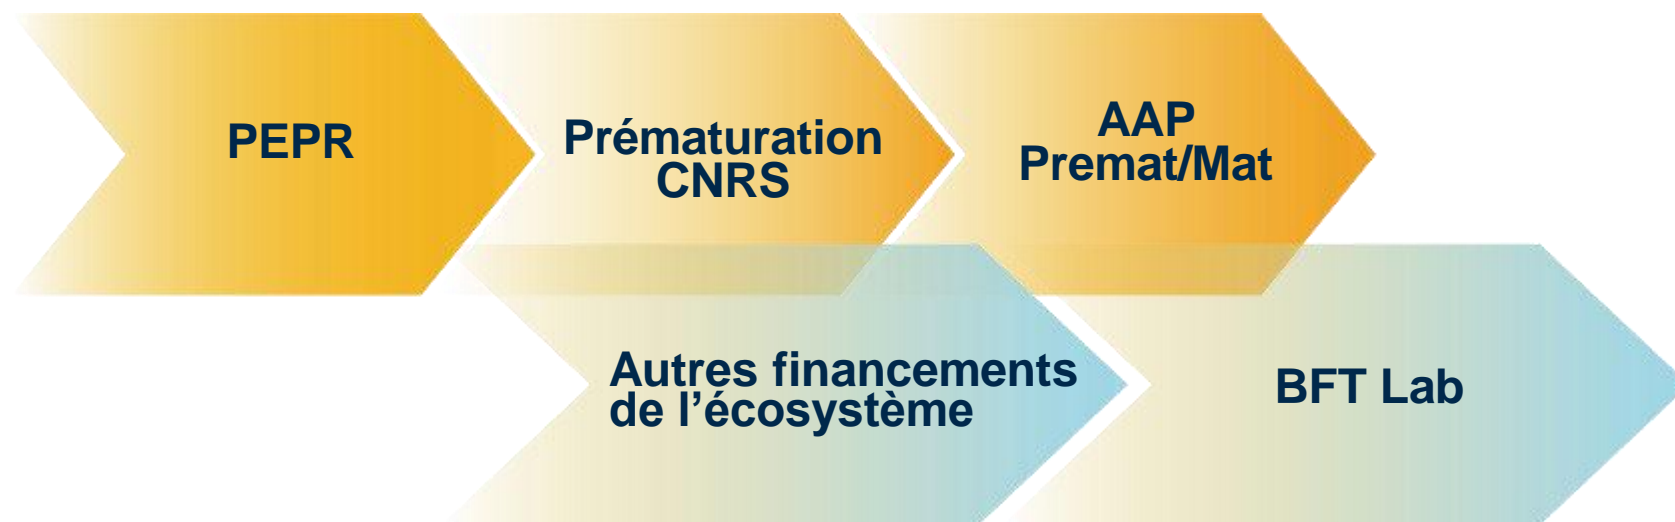 PEPR
Prématuration
CNRS
AAP
Premat/Mat
Autres financements
de l’écosystème
BFT Lab